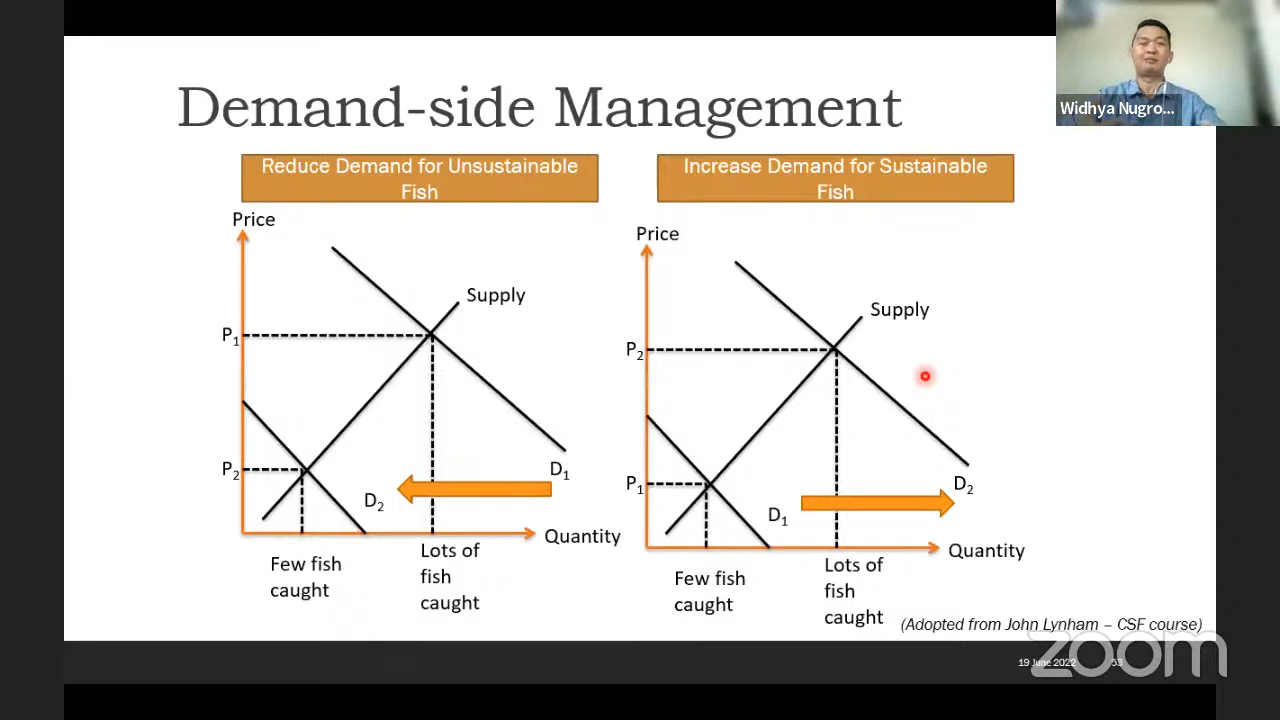 Demand-side Management
Widhya Nugro...
Reduce Demand for Unsustainable
Fish
Price
Supply
P1
P2
D1
D2
Quantity
Few fish
caught
Lots of
fish
caught
Increase Demand for Sustainable
Fish
Price
Supply
P2
P1
D2
D1
Quantity
Few fish
caught
Lots of
fish
caught
(Adopted from John Lynham – CSF course)
19 June 2022
53
zoom